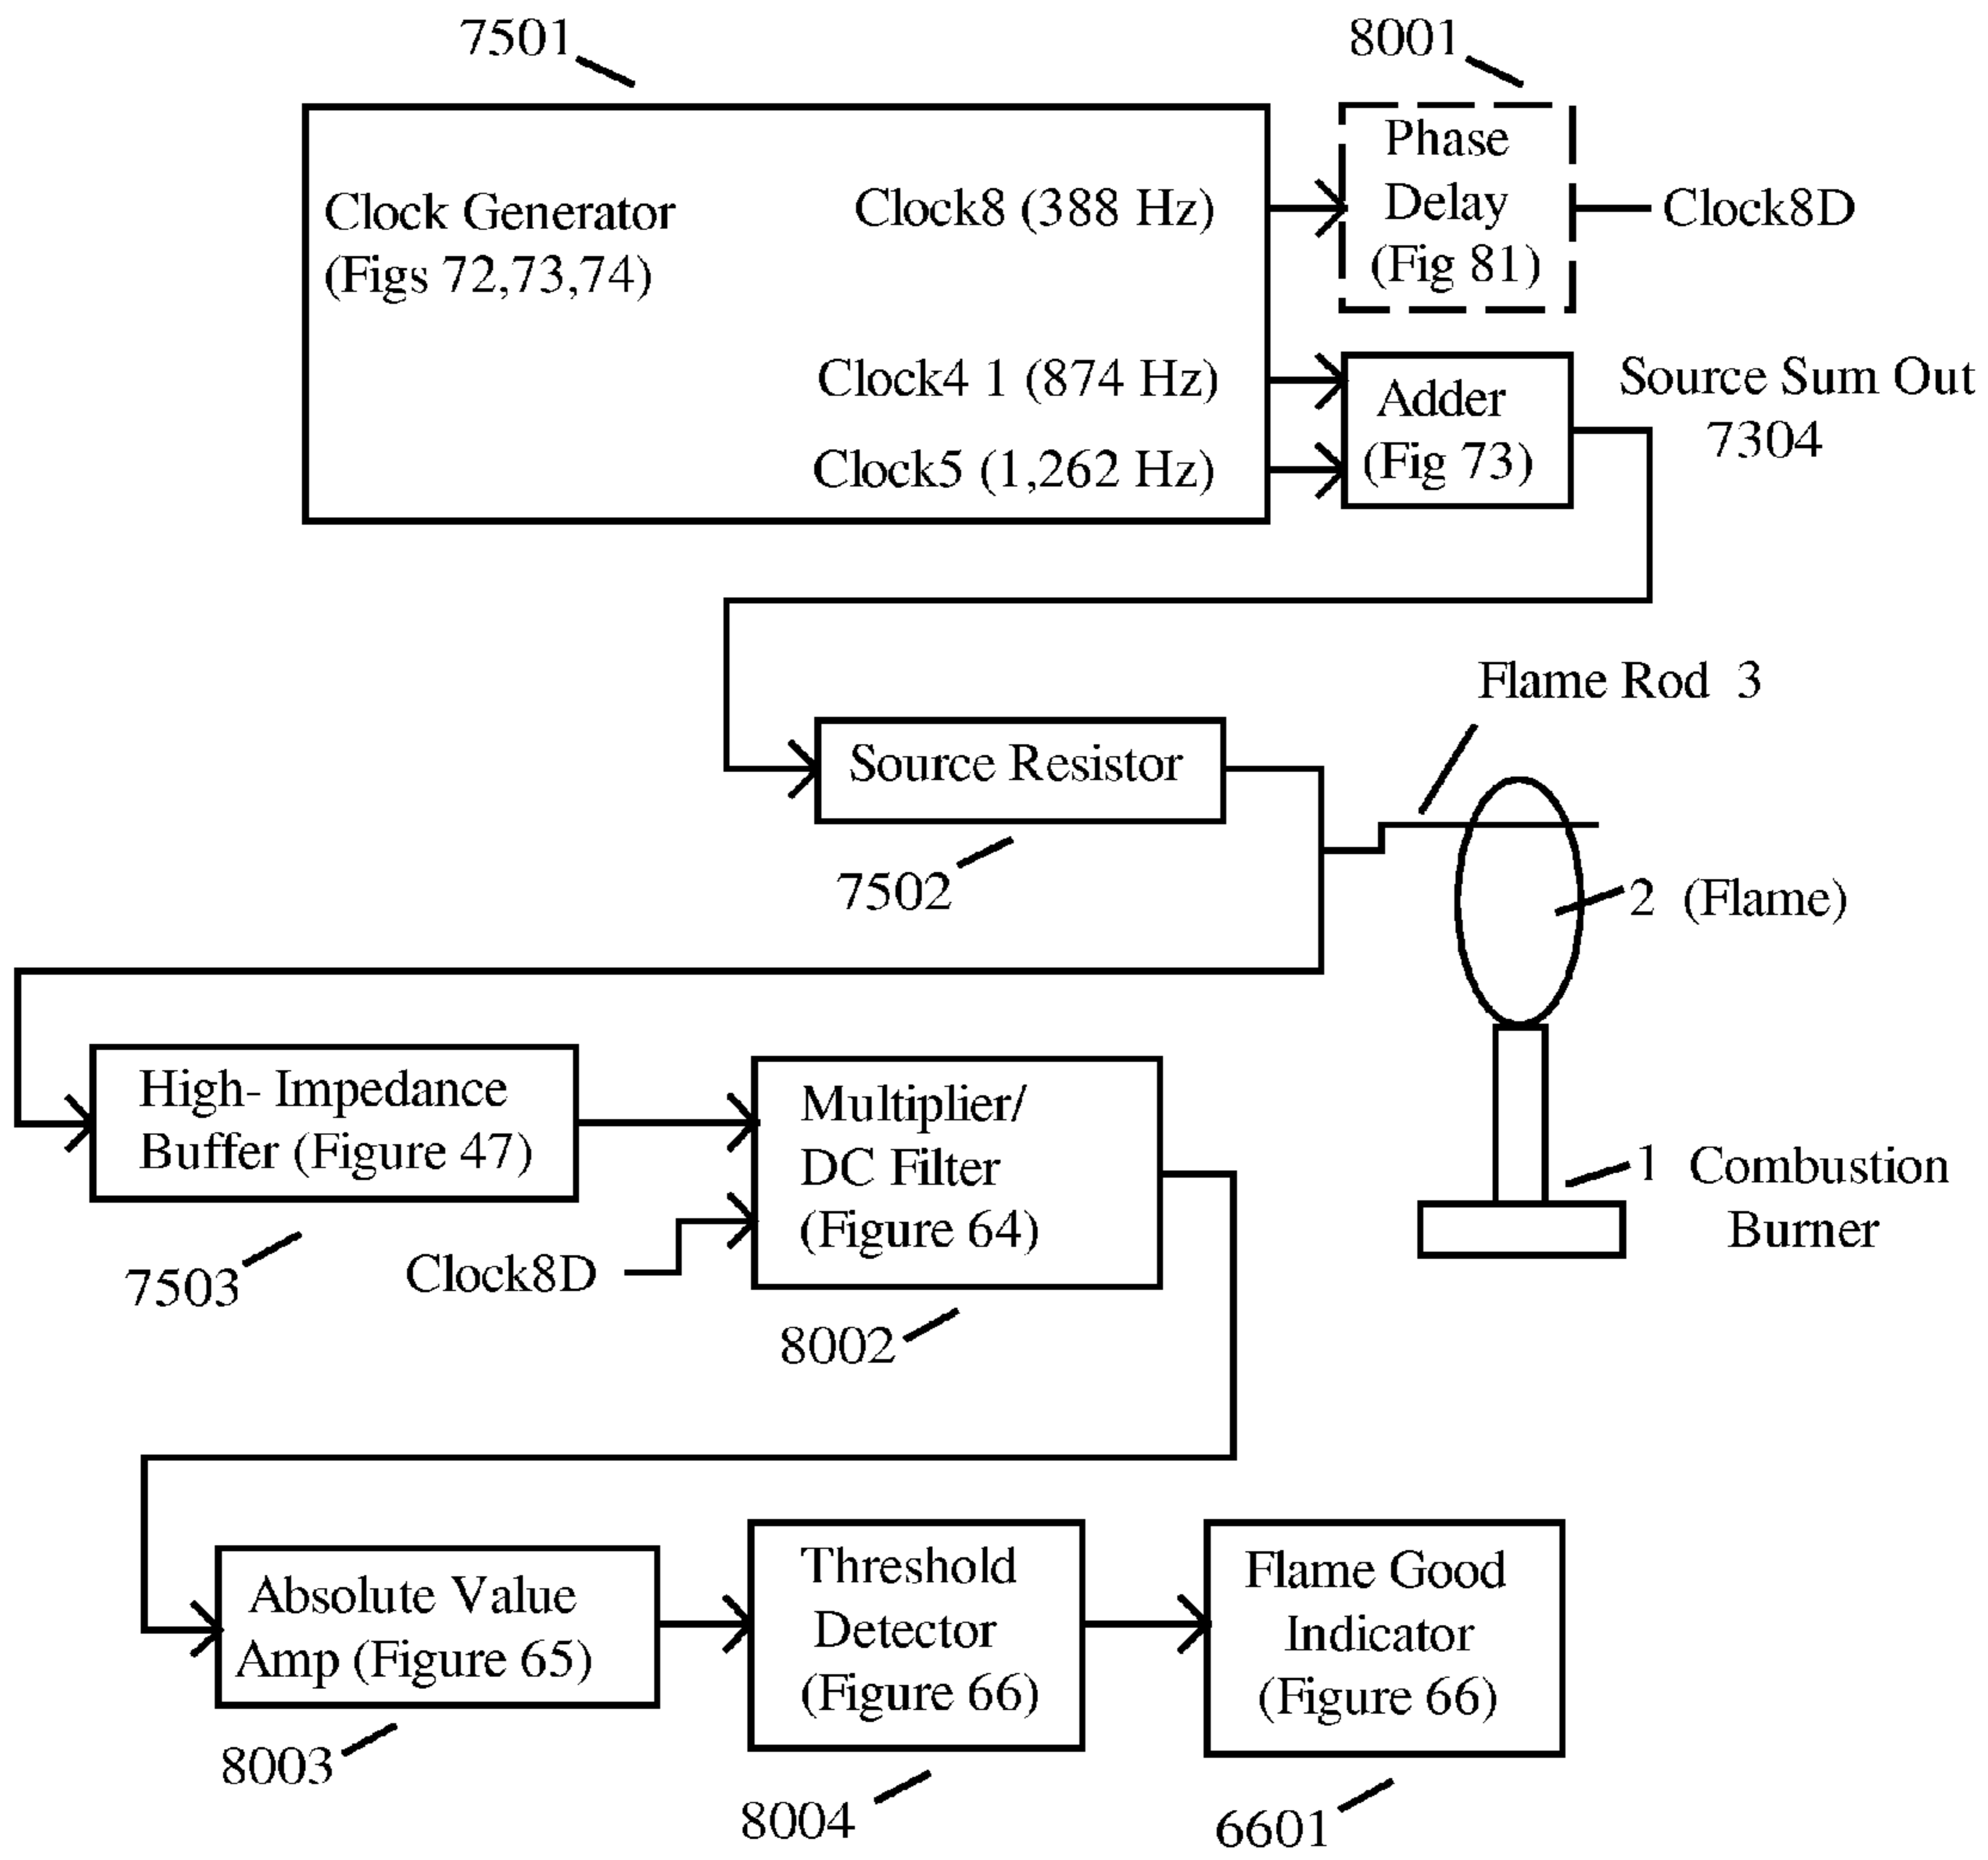 7501
8001
Clock Generator
(Figs 72,73,74)
Clock8 (388 Hz)
Clock4 1 (874 Hz)
Clock5 (1,262 Hz)
Phase
Delay
(Fig 81)
Clock8D
Adder
(Fig 73)
Source Sum Out
7304
Source Resistor
7502
Flame Rod 3
2 (Flame)
1 Combustion
Burner
High- Impedance
Buffer (Figure 47)
7503
Clock8D
Multiplier/
DC Filter
(Figure 64)
8002
Absolute Value
Amp (Figure 65)
8003
Threshold
Detector
(Figure 66)
8004
Flame Good
Indicator
(Figure 66)
6601